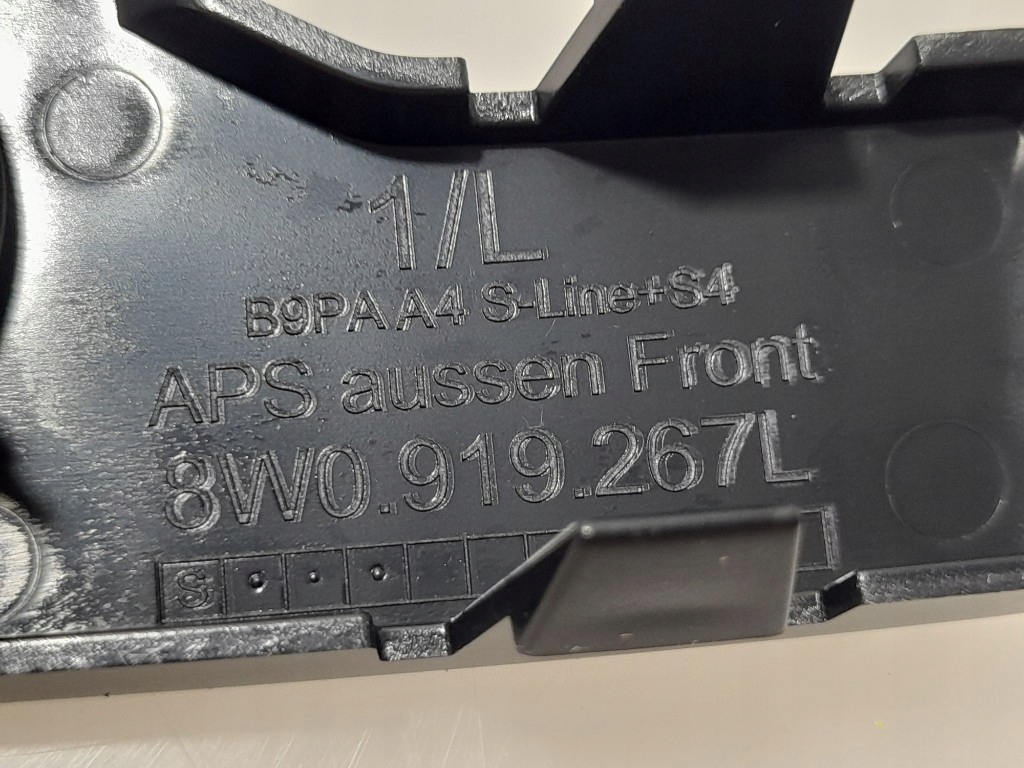 1/L
B9PA A4 S-Line+S4
APS aussen Front
8W0.919.267L
S